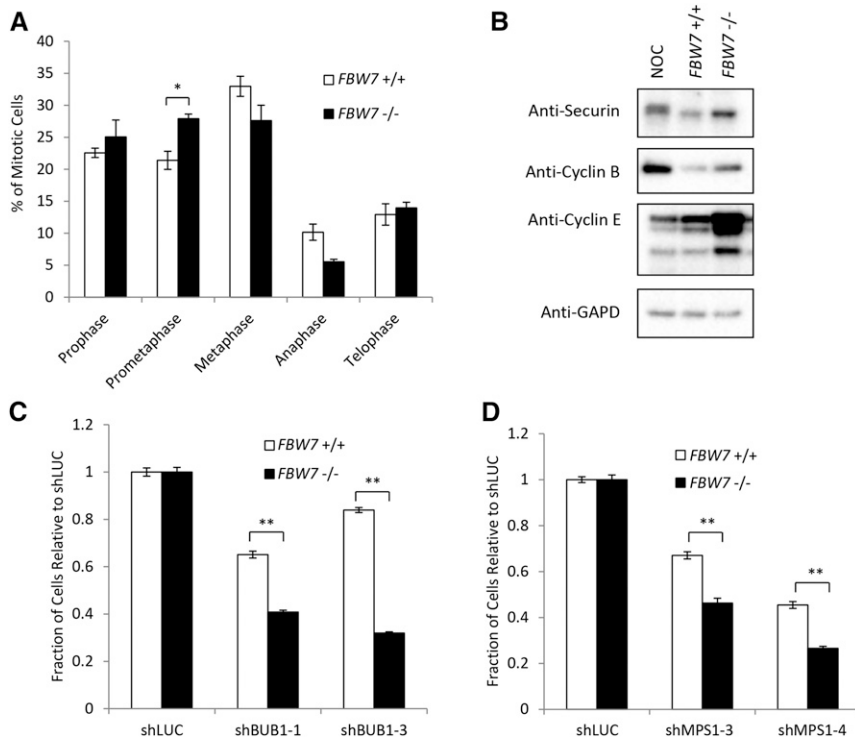 A
% of Mitotic Cells
40
35
30
25
20
15
10
5
0
*
FBW7 +/+
FBW7 -/-
Prophase
Prometaphase
Metaphase
Anaphase
Telophase
B
NOC
FBW7 +/+
FBW7 -/-
Anti-Securin
Anti-Cyclin B
Anti-Cyclin E
Anti-GAPD
C
Fraction of Cells Relative to shLUC
1.2
1
0.8
0.6
0.4
0.2
0
FBW7 +/+
FBW7 -/-
**
**
shLUC
shBUB1-1
shBUB1-3
D
Fraction of Cells Relative to shLUC
1.2
1
0.8
0.6
0.4
0.2
0
FBW7 +/+
FBW7 -/-
**
**
shLUC
shMPS1-3
shMPS1-4